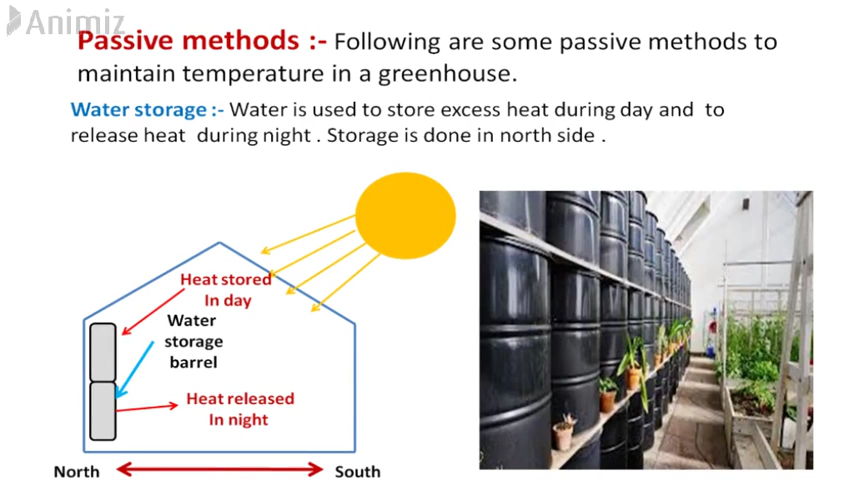 Animiz
Passive methods :- Following are some passive methods to
maintain temperature in a greenhouse.
Water storage :- Water is used to store excess heat during day and to
release heat during night . Storage is done in north side .
Heat stored
In day
Water
storage
barrel
Heat released
In night
North
South